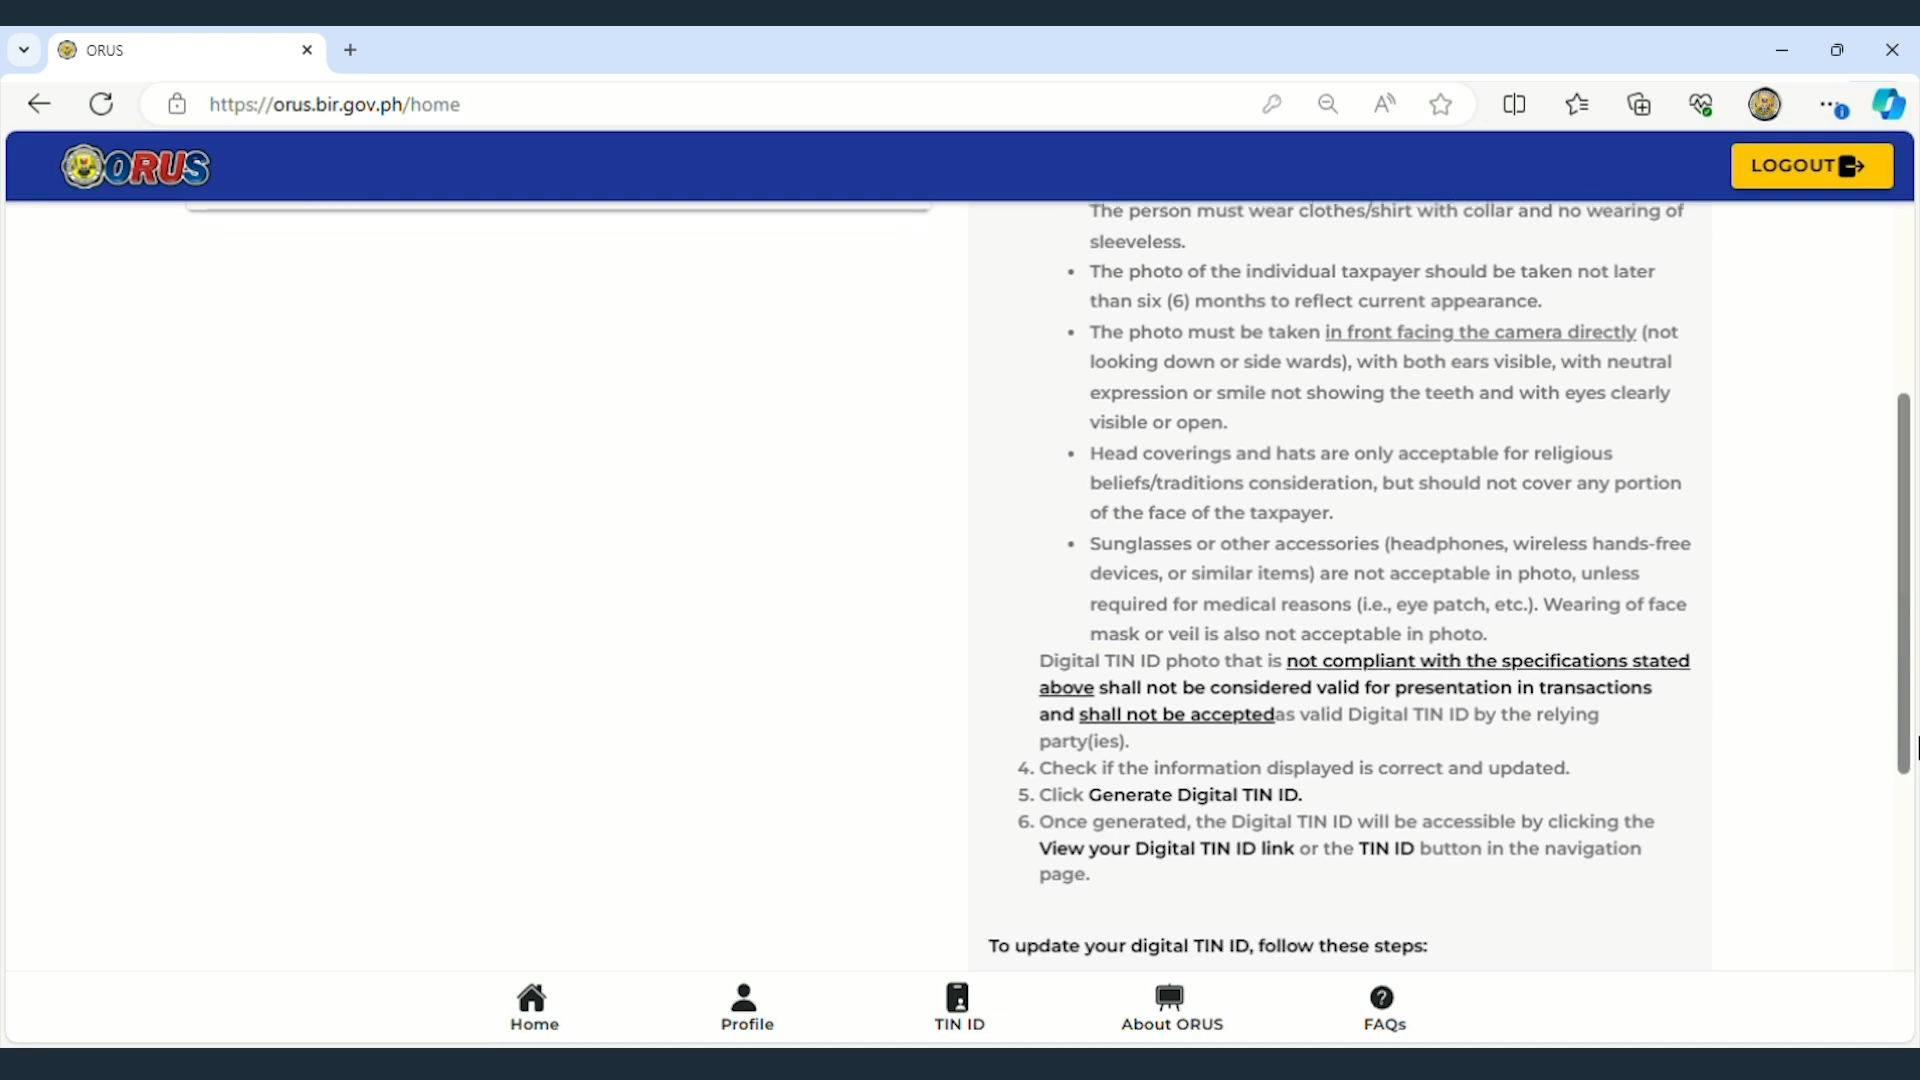 ORUS
https://orus.bir.gov.ph/home
ORUS
LOGOUT
The person must wear clothes/shirt with collar and no wearing of
sleeveless.
• The photo of the individual taxpayer should be taken not later
than six (6) months to reflect current appearance.
• The photo must be taken in front facing the camera directly (not
looking down or side wards), with both ears visible, with neutral
expression or smile not showing the teeth and with eyes clearly
visible or open.
• Head coverings and hats are only acceptable for religious
beliefs/traditions consideration, but should not cover any portion
of the face of the taxpayer.
• Sunglasses or other accessories (headphones, wireless hands-free
devices, or similar items) are not acceptable in photo, unless
required for medical reasons (i.e., eye patch, etc.). Wearing of face
mask or veil is also not acceptable in photo.
Digital TIN ID photo that is not compliant with the specifications stated
above shall not be considered valid for presentation in transactions
and shall not be acceptedas valid Digital TIN ID by the relying
party(ies).
4. Check if the information displayed is correct and updated.
5. Click Generate Digital TIN ID.
6. Once generated, the Digital TIN ID will be accessible by clicking the
View your Digital TIN ID link or the TIN ID button in the navigation
page.
To update your digital TIN ID, follow these steps:
Home
Profile
TIN ID
About ORUS
FAQs